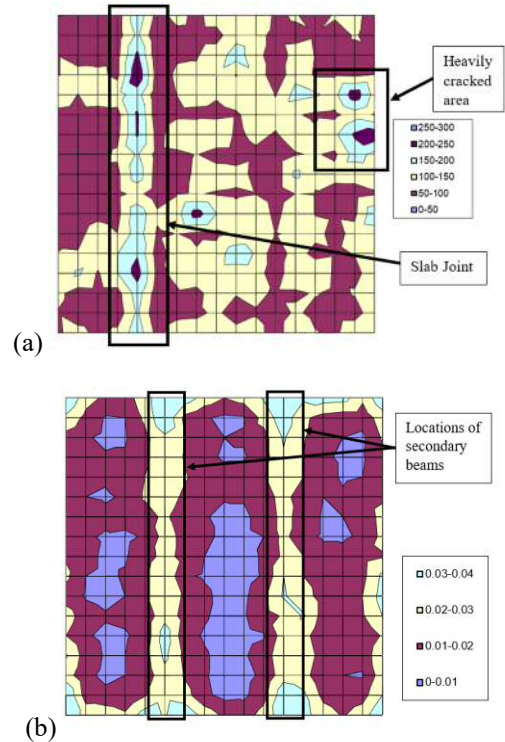 Heavily
cracked
area
250-300
200-250
150-200
100-150
50-100
0-50
Slab Joint
(a)
Locations of
secondary
beams
0.03-0.04
0.02-0.03
0.01-0.02
0-0.01
(b)